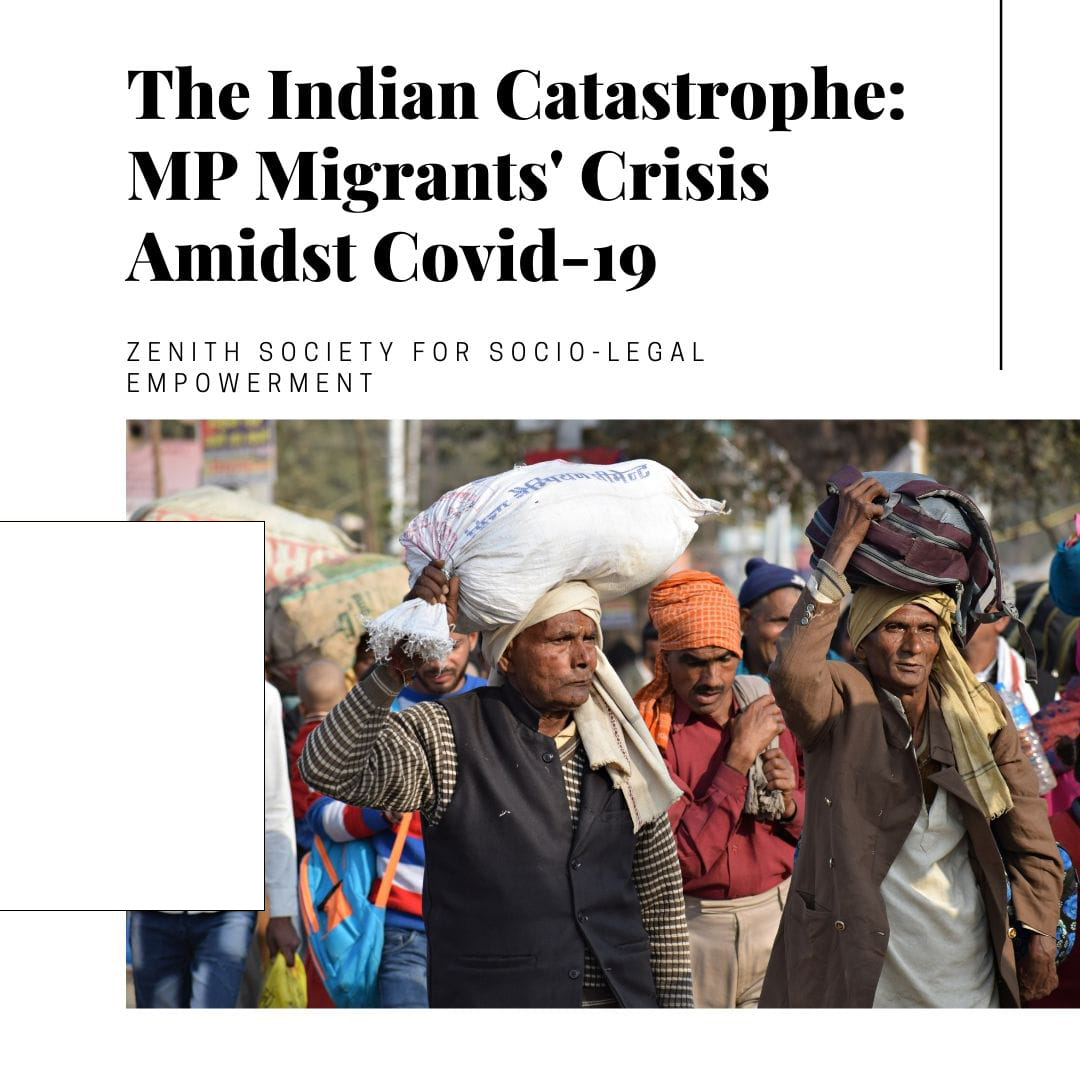 The Indian Catastrophe:
MP Migrants' Crisis
Amidst Covid-19
ZENITH SOCIETY FOR SOCIO-LEGAL
EMPOWERMENT